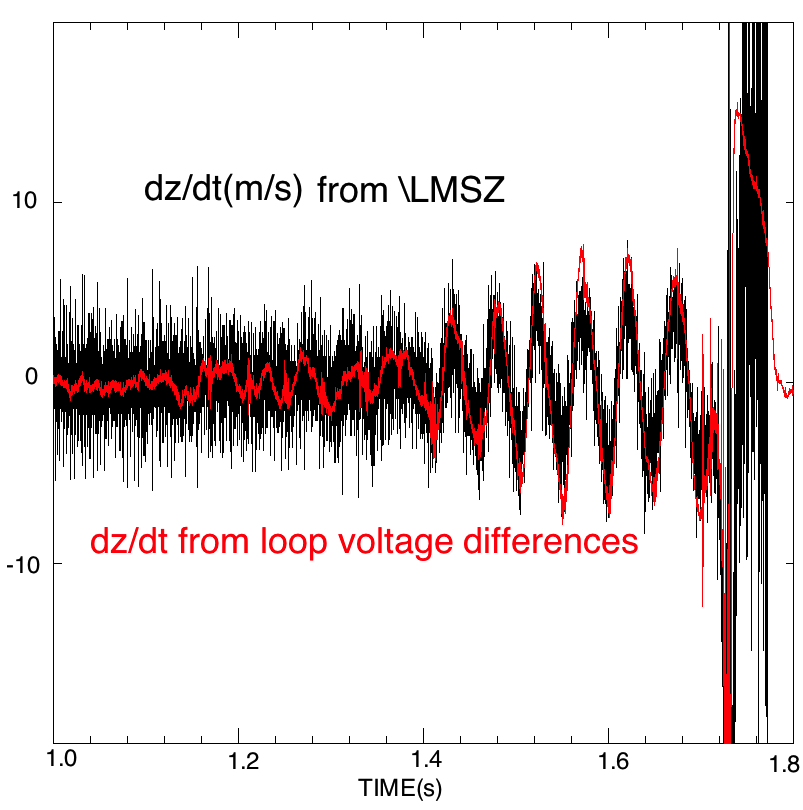 10
dz/dt(m/s) from \LMSZ
0
dz/dt from loop voltage differences
-10
1.0 1.2 1.4 1.6 1.8
TIME(s)